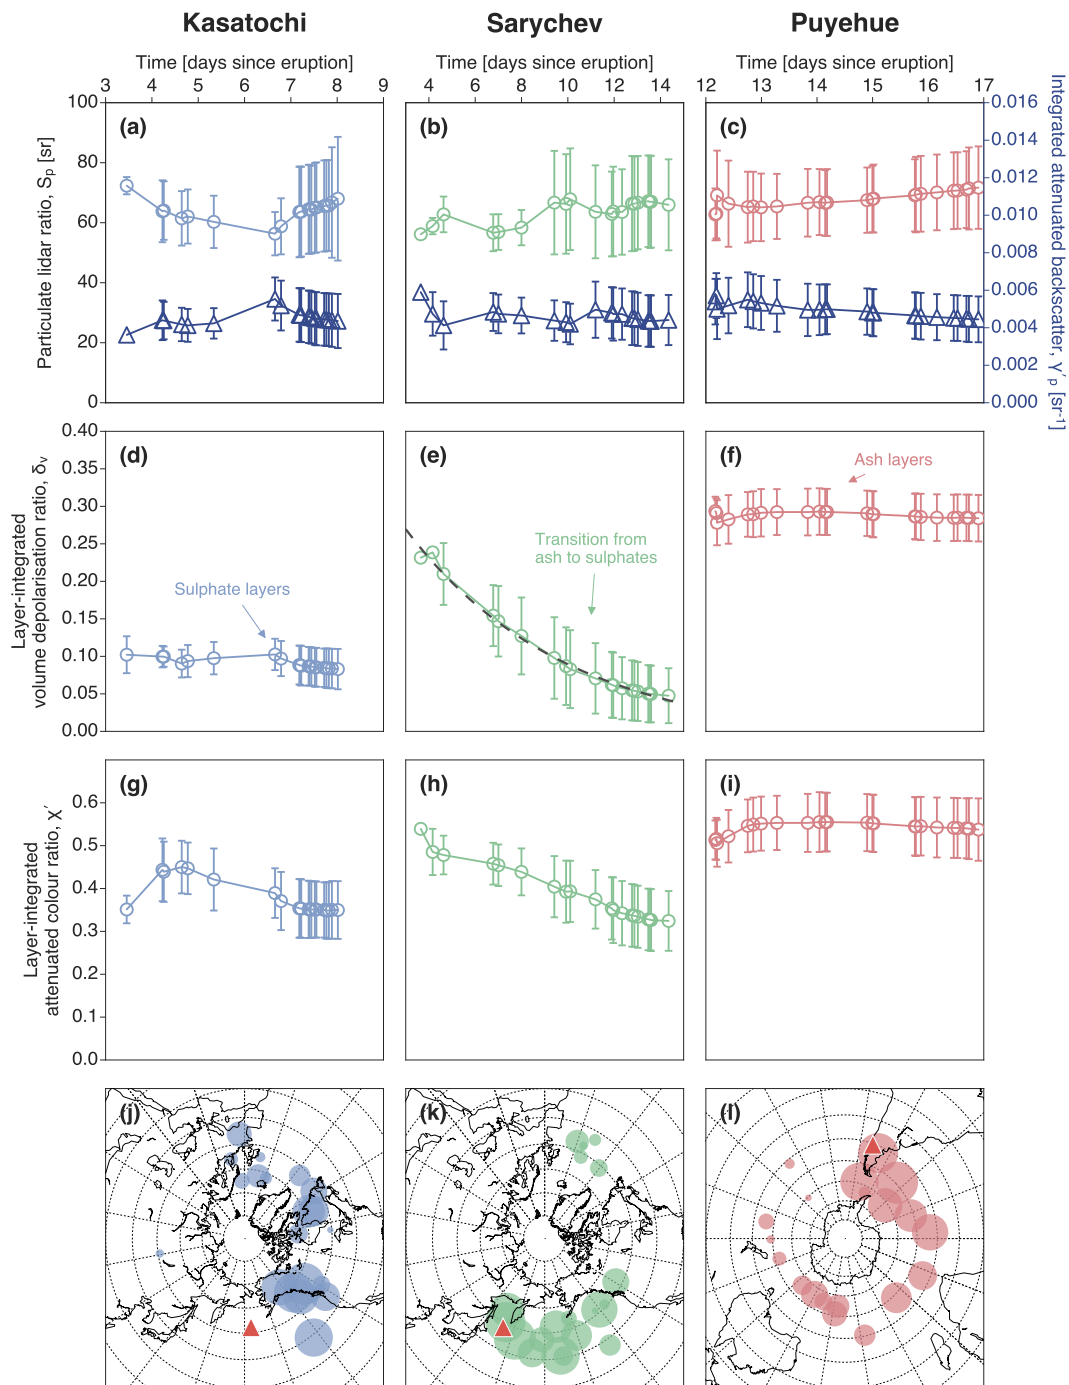 Kasatochi
Sarychev
Puyehue
Time [days since eruption]
Time [days since eruption]
Time [days since eruption]
3 4 5 6 7 8 9
4 6 8 10 12 14
12 13 14 15 16 17
Particulate lidar ratio, Sp [sr]
100
80
60
40
20
0
(a)
(b)
(c)
0.016
0.014
0.012
0.010
0.008
0.006
0.004
0.002
0.000
Integrated attenuated backscatter, γ′p [sr-1]
Layer-integrated
volume depolarisation ratio, δv
0.40
0.35
0.30
0.25
0.20
0.15
0.10
0.05
0.00
(d)
Sulphate layers
(e)
Transition from
ash to sulphates
(f)
Ash layers
Layer-integrated
attenuated colour ratio, χ′
0.6
0.5
0.4
0.3
0.2
0.1
0.0
(g)
(h)
(i)
(j)
(k)
(l)